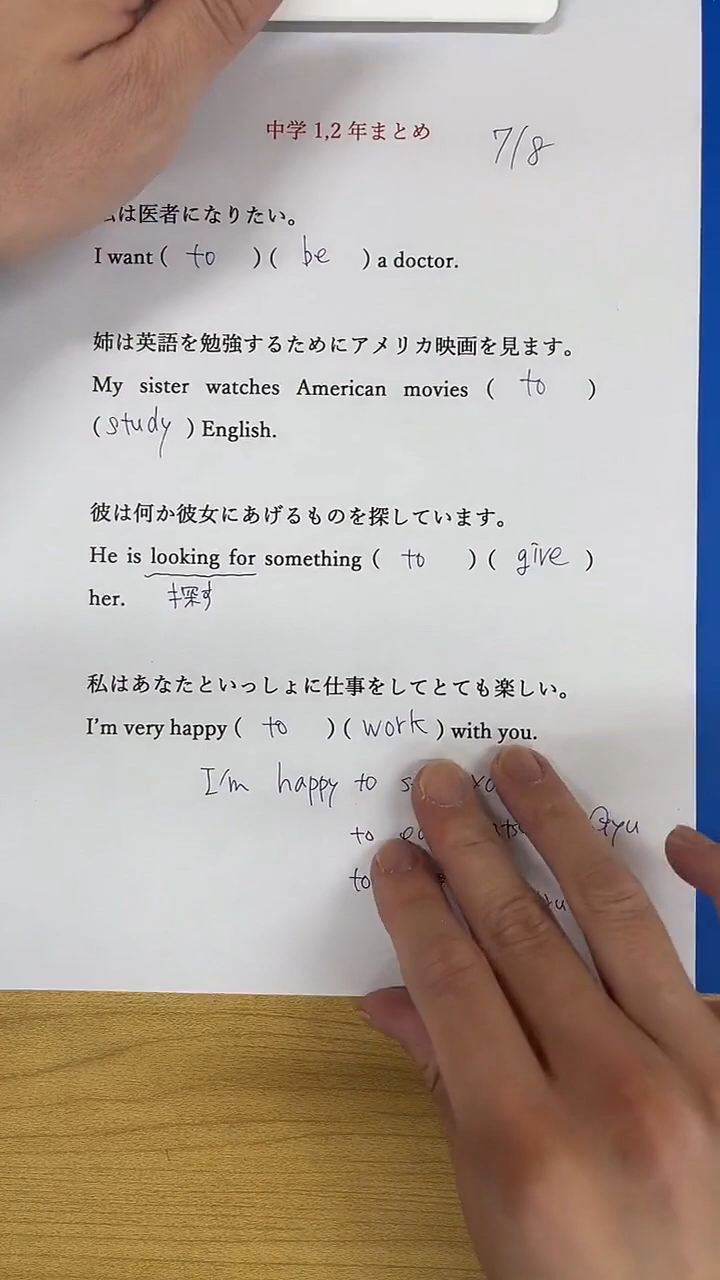 中学1,2年まとめ 7/8
は医者になりたい。
I want ( to )( be ) a doctor.
姉は英語を勉強するためにアメリカ映画を見ます。
My sister watches American movies ( to )
( study ) English.
彼は何か彼女にあげるものを探しています。
He is looking for something ( to )( give )
her. 探す
私はあなたといっしょに仕事をしてとても楽しい。
I'm very happy ( to )( work ) with you.
I'm happy to
to
to